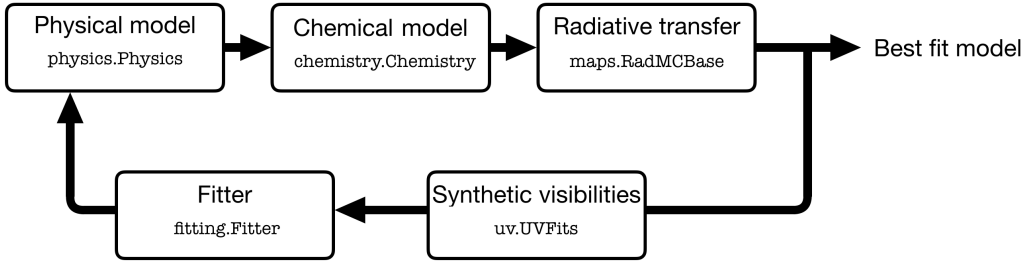 Physical model
physics.Physics
Chemical model
chemistry.Chemistry
Radiative transfer
maps.RadMCBase
Best fit model
Fitter
fitting.Fitter
Synthetic visibilities
uv.UVFits